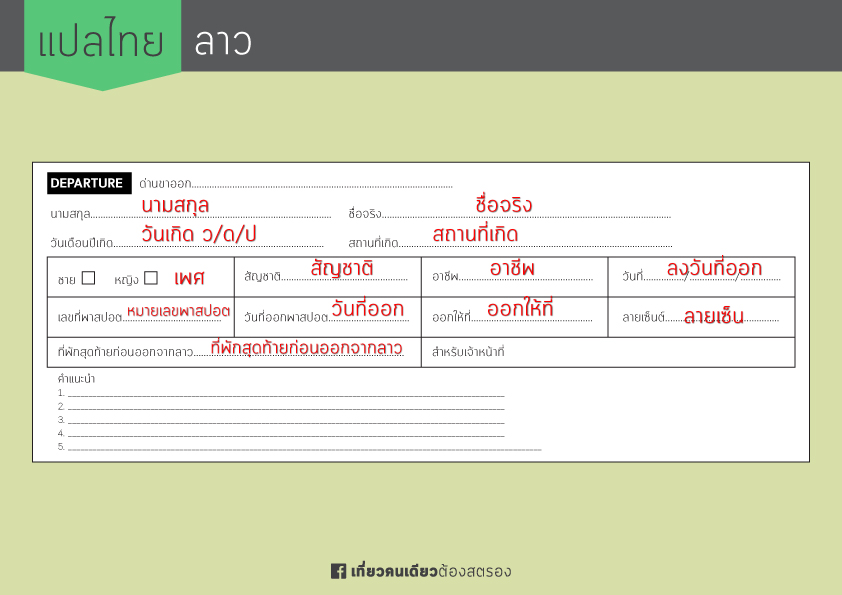 แปลไทย ลาว
DEPARTURE ด่านขาออก
นามสกุล นามสกุล ชื่อจริง ชื่อจริง
วันเดือนปีเกิด วันเกิด ว/ด/ป สถานที่เกิด สถานที่เกิด
ชาย หญิง เพศ สัญชาติ สัญชาติ อาชีพ อาชีพ วันที่ / / ลงวันที่ออก
เลขที่พาสปอต หมายเลขพาสปอต วันที่ออกพาสปอต วันที่ออก ออกให้ที่ ออกให้ที่ ลายเซ็นต์ ลายเซ็น
ที่พักสุดท้ายก่อนออกจากลาว ที่พักสุดท้ายก่อนออกจากลาว สำหรับเจ้าหน้าที่
คำแนะนำ
1.
2.
3.
4.
5.
เที่ยวคนเดียวต้องสตรอง